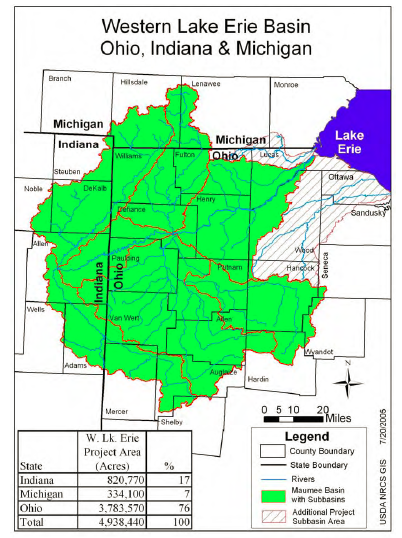 Western Lake Erie Basin
Ohio, Indiana & Michigan
Branch
Hillsdale
Lenavee
Monroe
Michigan
Indiana
Michigan
Ohio
Lake
Erie
Williams
Fulton
Lucas
Steuben
Ottawa
Noble
DeKalb
Henry
Sandusky
Defiance
Allen
Wood
Paulding
Putnam
Hancock
Seneca
Indiana
Ohio
Wells
Van Wert
Allen
Wyandot
Adams
Auglaize
Hardin
N
Mercer
Shelby
0 5 10 20
Miles
Legend
County Boundary
State Boundary
Rivers
Maumee Basin
with Subbasins
Additional Project
Subbasin Area
USDA NRCS GIS 7/20/2005
State W. Lk. Erie Project Area (Acres) %
Indiana 820,770 17
Michigan 334,100 7
Ohio 3,783,570 76
Total 4,938,440 100